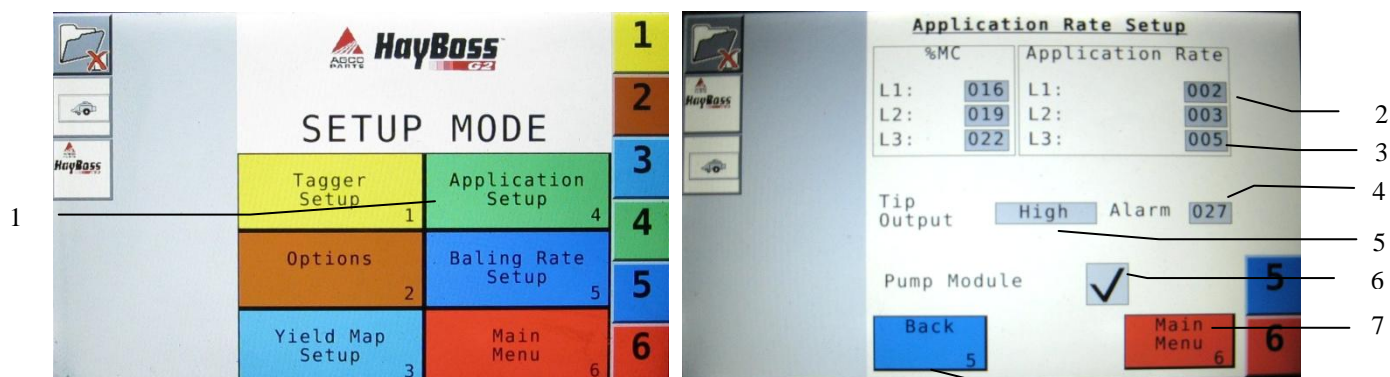 1
AGCO
PARTS
HayBoss
G2
SETUP MODE
HayBoss
Tagger
Setup
1
Application
Setup
4
Options
2
Baling Rate
Setup
5
Yield Map
Setup
3
Main
Menu
6
1
2
3
4
5
6
Application Rate Setup
%MC
Application Rate
L1: 016 L1: 002
L2: 019 L2: 003
L3: 022 L3: 005
HayBoss
Tip
Output
High
Alarm 027
Pump Module
Back
5
Main
Menu
6
5
6
2
3
4
5
6
7